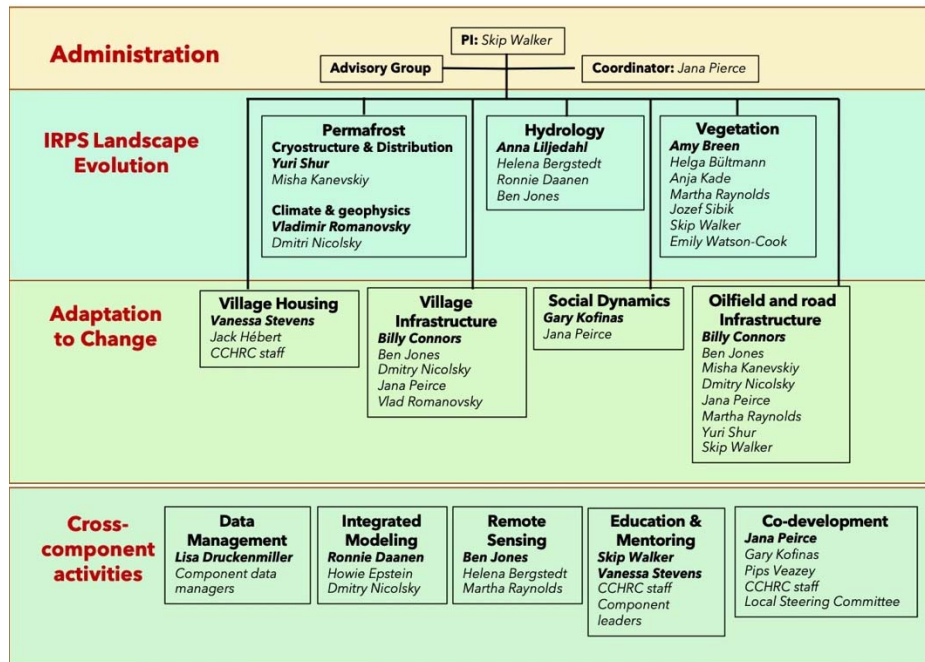 Administration
PI: Skip Walker
Advisory Group
Coordinator: Jana Pierce
IRPS Landscape
Evolution
Permafrost
Cryostructure & Distribution
Yuri Shur
Misha Kanevskiy
Climate & geophysics
Vladimir Romanovsky
Dmitri Nicolsky
Hydrology
Anna Liljedahl
Helena Bergstedt
Ronnie Daanen
Ben Jones
Vegetation
Amy Breen
Helga Bültmann
Anja Kade
Martha Raynolds
Jozef Sibik
Skip Walker
Emily Watson-Cook
Adaptation
to Change
Village Housing
Vanessa Stevens
Jack Hébert
CCHRC staff
Village
Infrastructure
Billy Connors
Ben Jones
Dmitry Nicolsky
Jana Peirce
Vlad Romanovsky
Social Dynamics
Gary Kofinas
Jana Peirce
Oilfield and road
Infrastructure
Billy Connors
Ben Jones
Misha Kanevskiy
Dmitry Nicolsky
Jana Peirce
Martha Raynolds
Yuri Shur
Skip Walker
Cross-
component
activities
Data
Management
Lisa Druckenmiller
Component data
managers
Integrated
Modeling
Ronnie Daanen
Howie Epstein
Dmitry Nicolsky
Remote
Sensing
Ben Jones
Helena Bergstedt
Martha Raynolds
Education &
Mentoring
Skip Walker
Vanessa Stevens
CCHRC staff
Component
leaders
Co-development
Jana Peirce
Gary Kofinas
Pips Veazey
CCHRC staff
Local Steering Committee